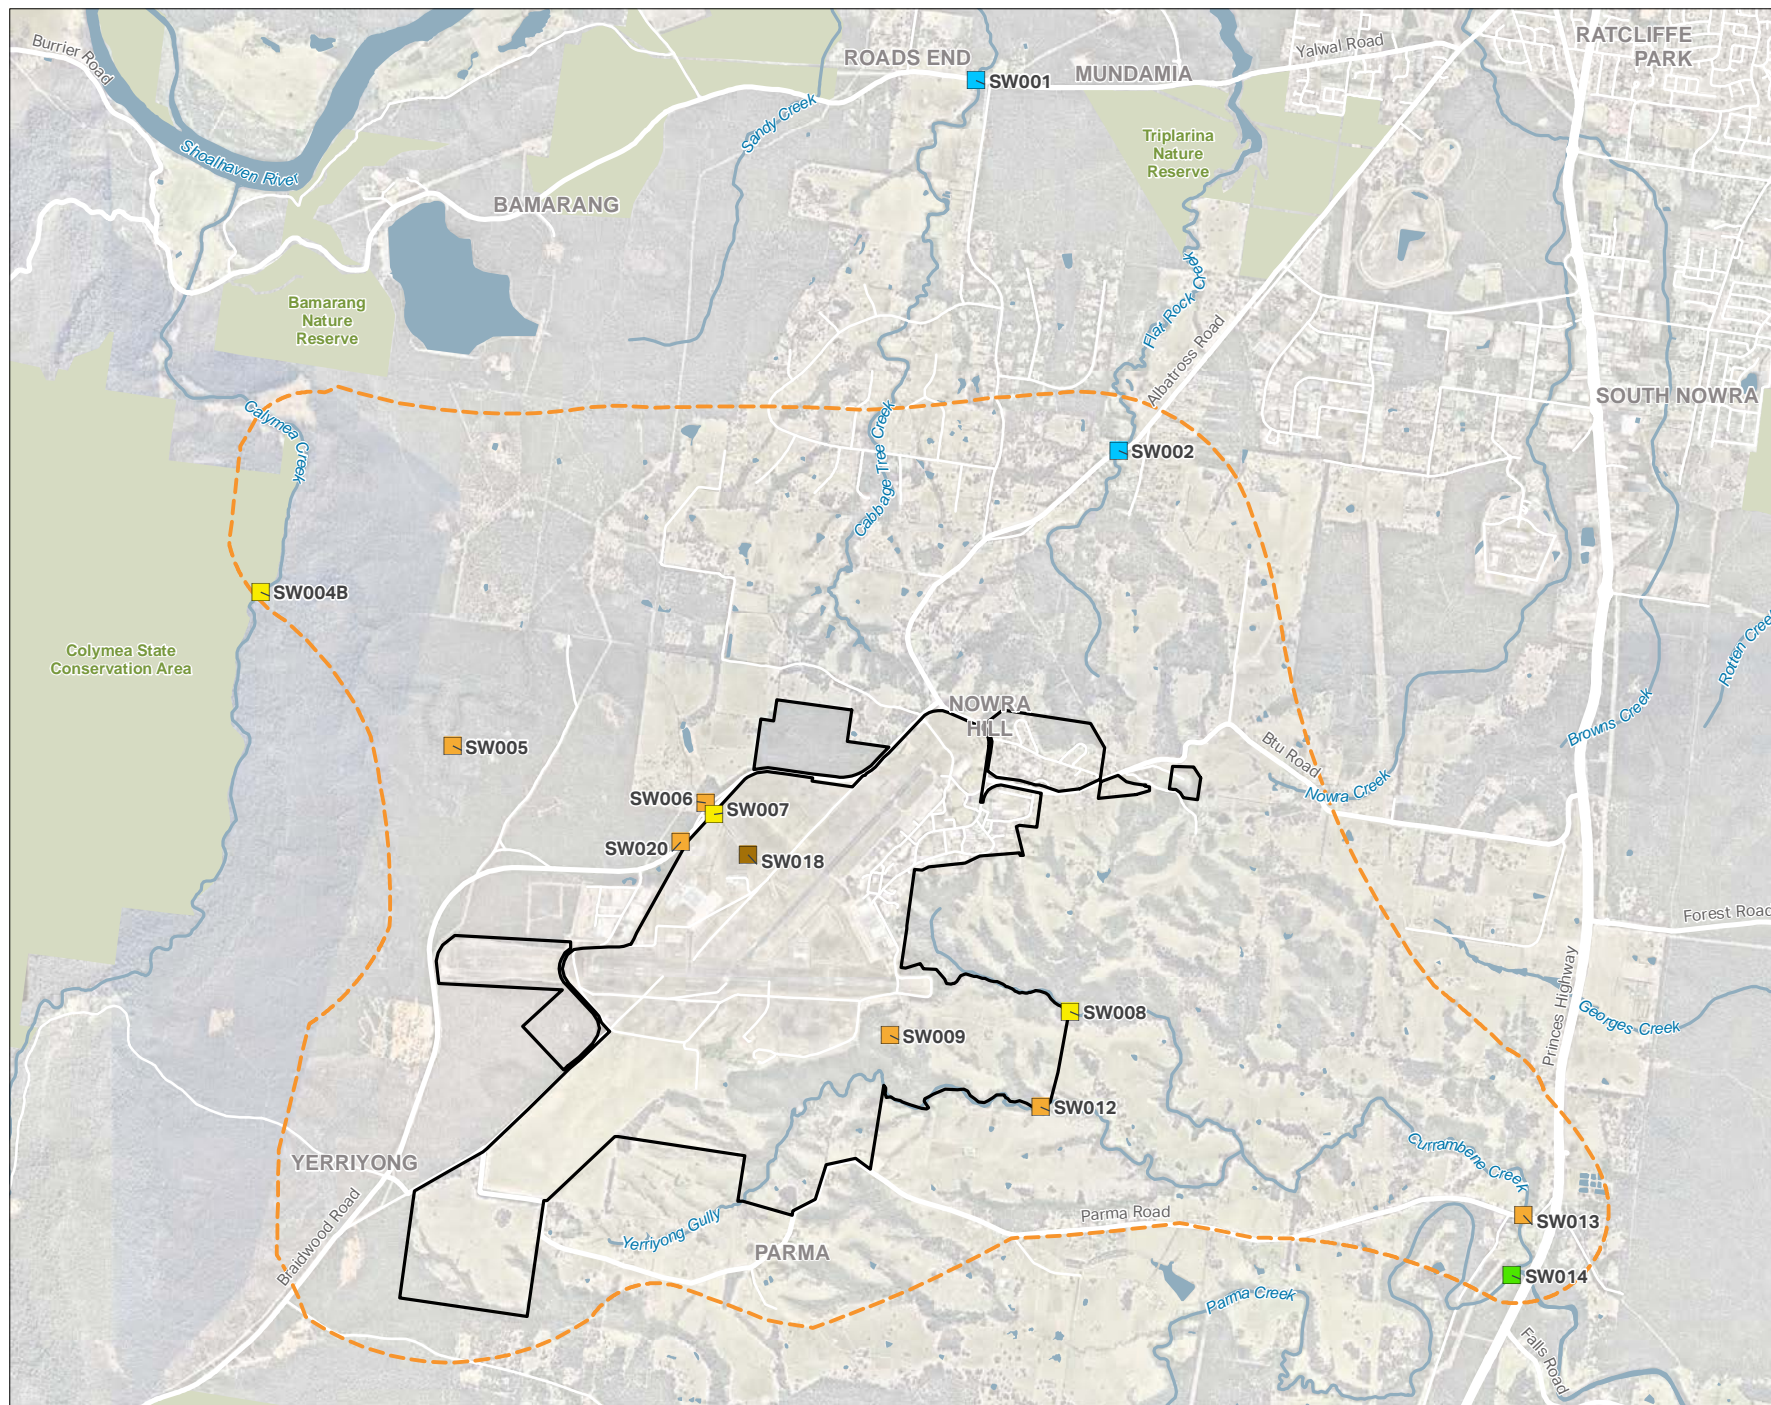 RATCLIFFE
PARK
Burrier Road
ROADS END
Yalwal Road
MUNDAMIA
SW001
Sandy Creek
Triplarina
Nature
Reserve
Shoalhaven River
BAMARANG
Flat Rock Creek
Bamarang
Nature
Reserve
Albatross Road
SOUTH NOWRA
Calymea Creek
Cabbage Tree Creek
SW002
SW004B
Colymea State
Conservation Area
Rotten Creek
NOWRA
HILL
Browns Creek
SW005
Btu Road
Nowra Creek
SW006
SW007
SW020
SW018
Forest Road
Princes Highway
SW008
Georges Creek
SW009
SW012
Currambene Creek
YERRIYONG
Braidwood Road
Yerriyong Gully
Parma Road
SW013
PARMA
SW014
Parma Creek
Falls Road